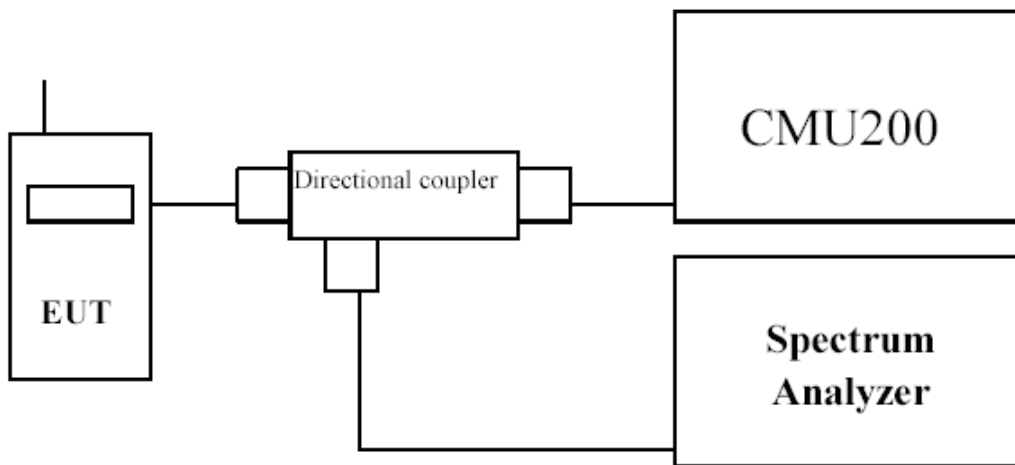 CMU200
Directional coupler
EUT
Spectrum
Analyzer